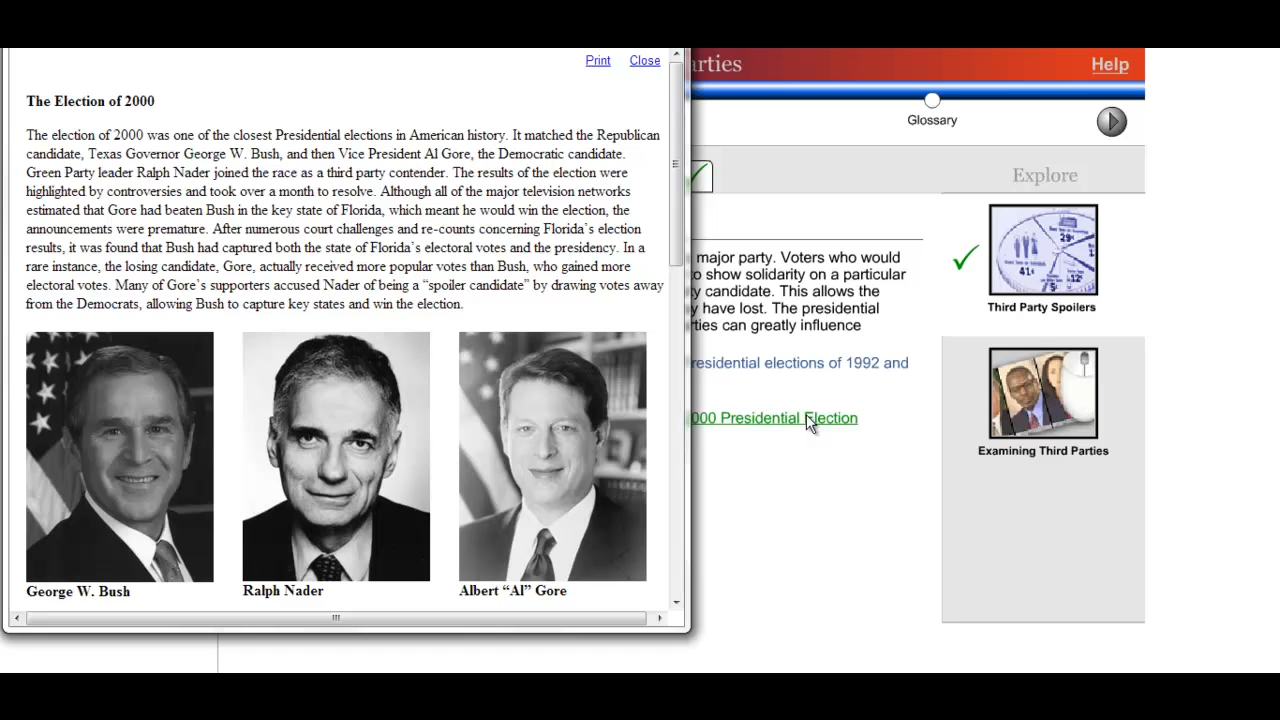 Print Close
The Election of 2000
The election of 2000 was one of the closest Presidential elections in American history. It matched the Republican
candidate, Texas Governor George W. Bush, and then Vice President Al Gore, the Democratic candidate.
Green Party leader Ralph Nader joined the race as a third party contender. The results of the election were
highlighted by controversies and took over a month to resolve. Although all of the major television networks
estimated that Gore had beaten Bush in the key state of Florida, which meant he would win the election, the
announcements were premature. After numerous court challenges and re-counts concerning Florida's election
results, it was found that Bush had captured both the state of Florida's electoral votes and the presidency. In a
rare instance, the losing candidate, Gore, actually received more popular votes than Bush, who gained more
electoral votes. Many of Gore's supporters accused Nader of being a “spoiler candidate” by drawing votes away
from the Democrats, allowing Bush to capture key states and win the election.
George W. Bush
Ralph Nader
Albert “Al” Gore
arties
Help
Glossary
Explore
major party. Voters who would
o show solidarity on a particular
y candidate. This allows the
y have lost. The presidential
rties can greatly influence
residential elections of 1992 and
000 Presidential Election
29¢
41¢
Third Party Spoilers
Examining Third Parties